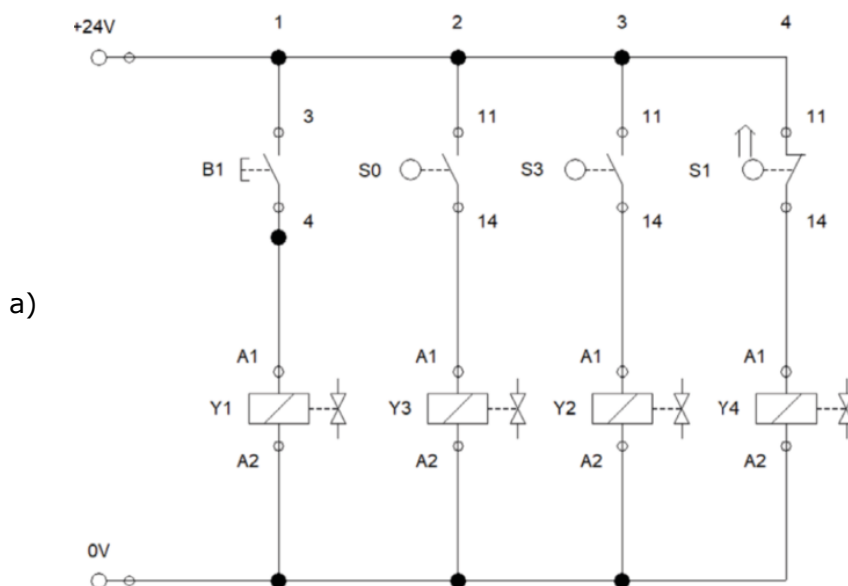 +24V 1 2 3 4
3 11 11 11
B1 S0 S3 S1
4 14 14 14
a)
A1 A1 A1 A1
Y1 Y3 Y2 Y4
A2 A2 A2 A2
0V